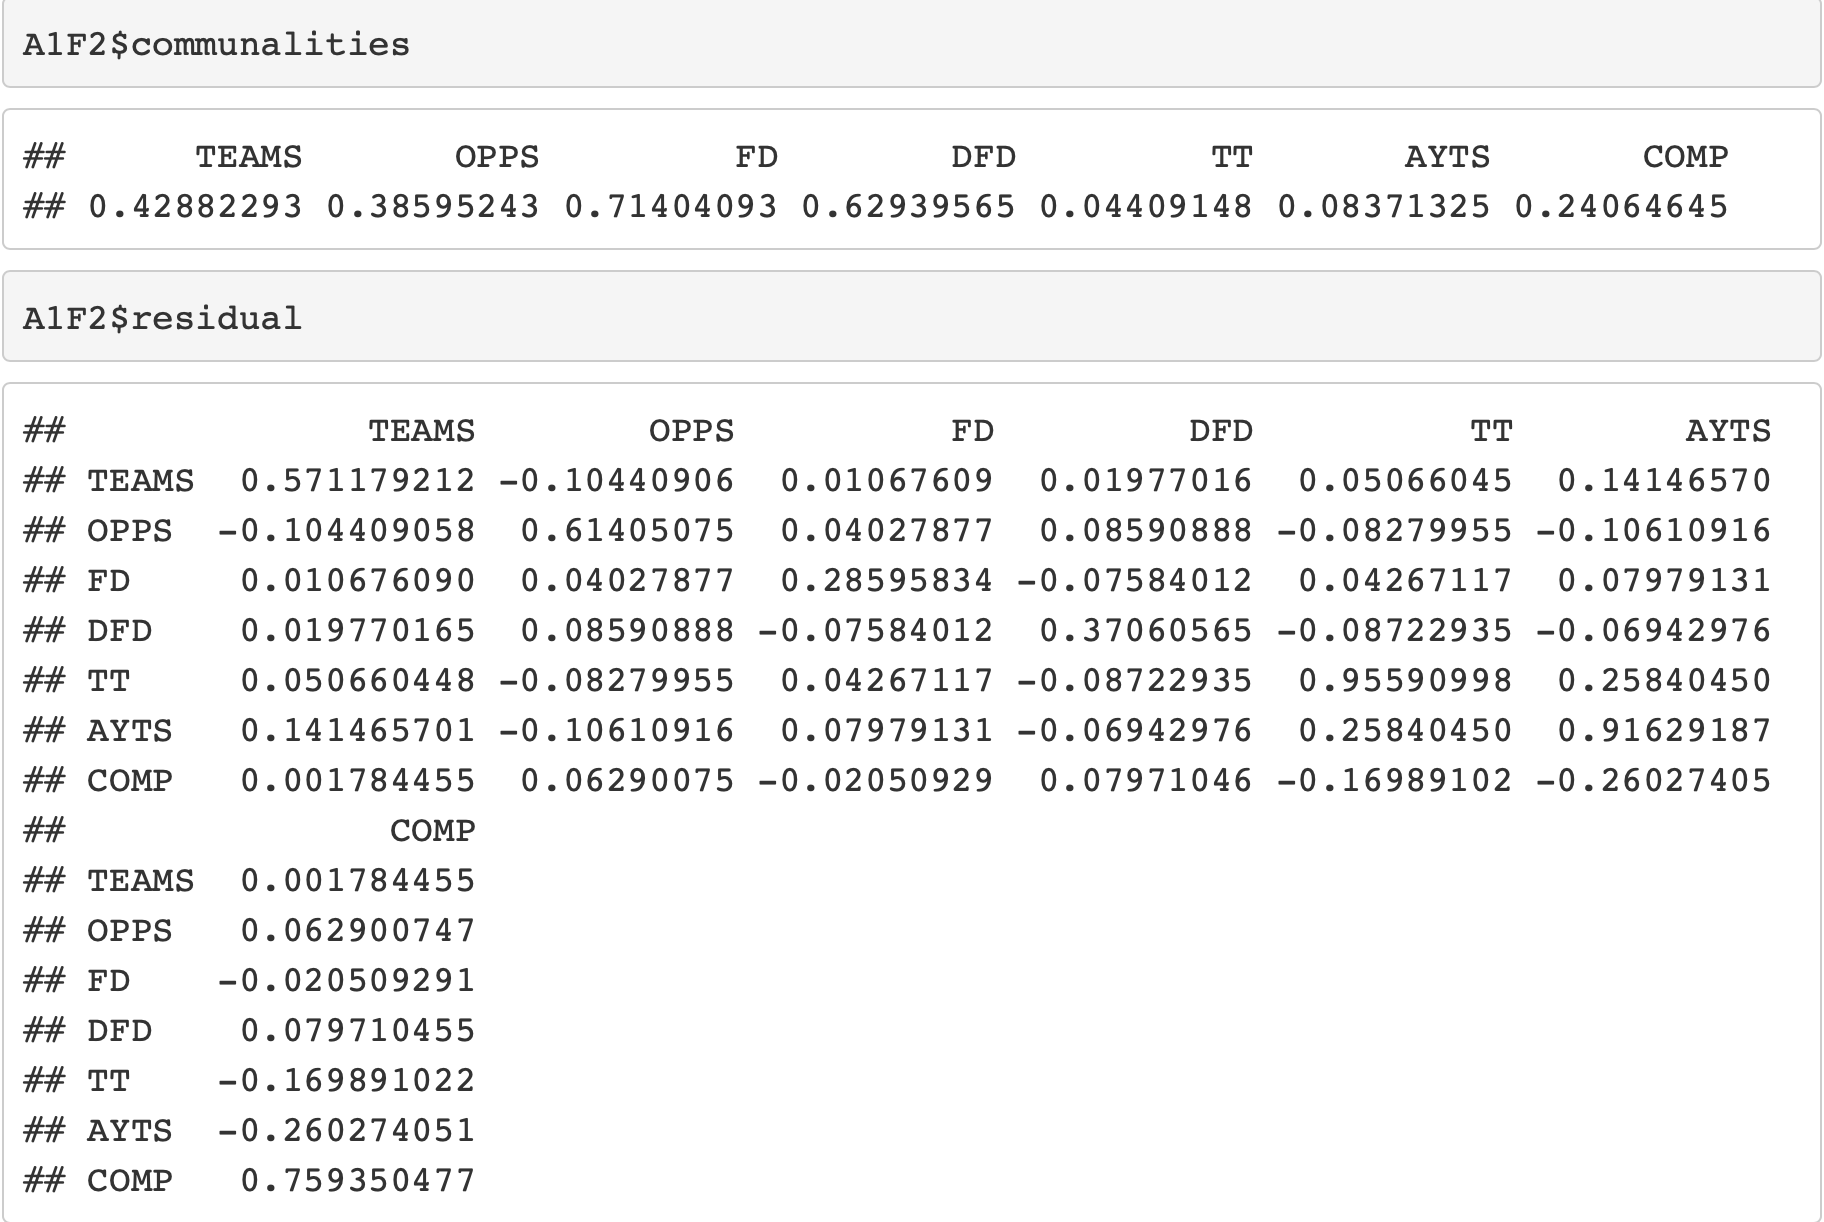 A1F2$communalities
## TEAMS OPPS FD DFD TT AYTS COMP
## 0.42882293 0.38595243 0.71404093 0.62939565 0.04409148 0.08371325 0.24064645
A1F2$residual
## TEAMS OPPS FD DFD TT AYTS
## TEAMS 0.571179212 -0.10440906 0.01067609 0.01977016 0.05066045 0.14146570
## OPPS -0.104409058 0.61405075 0.04027877 0.08590888 -0.08279955 -0.10610916
## FD 0.010676090 0.04027877 0.28595834 -0.07584012 0.04267117 0.07979131
## DFD 0.019770165 0.08590888 -0.07584012 0.37060565 -0.08722935 -0.06942976
## TT 0.050660448 -0.08279955 0.04267117 -0.08722935 0.95590998 0.25840450
## AYTS 0.141465701 -0.10610916 0.07979131 -0.06942976 0.25840450 0.91629187
## COMP 0.001784455 0.06290075 -0.02050929 0.07971046 -0.16989102 -0.26027405
## COMP
## TEAMS 0.001784455
## OPPS 0.062900747
## FD -0.020509291
## DFD 0.079710455
## TT -0.169891022
## AYTS -0.260274051
## COMP 0.759350477